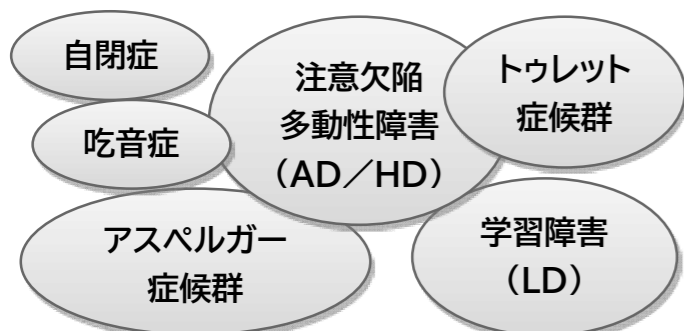 自閉症
吃音症
注意欠陥
多動性障害
（AD／HD）
トゥレット
症候群
アスペルガー
症候群
学習障害
（LD）